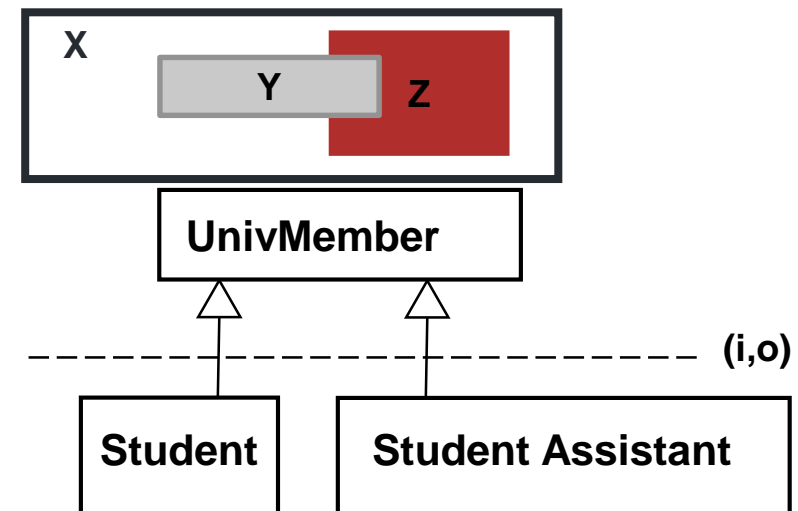 X
Y
Z
UnivMember
(i,o)
Student
Student Assistant